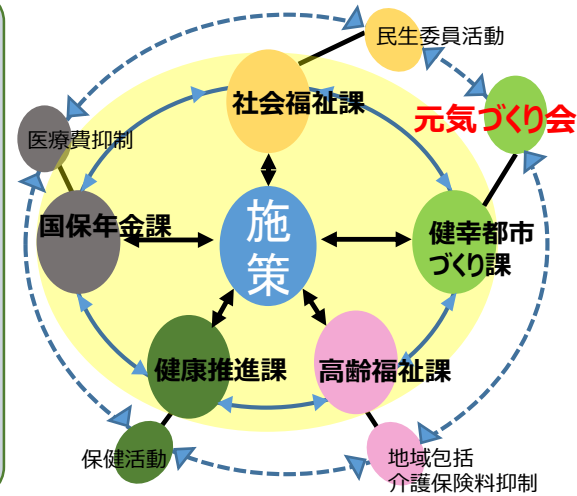 民生委員活動
社会福祉課
元気づくり会
医療費抑制
国保年金課
施
策
健幸都市
づくり課
健康推進課
高齢福祉課
保健活動
地域包括
介護保険料抑制